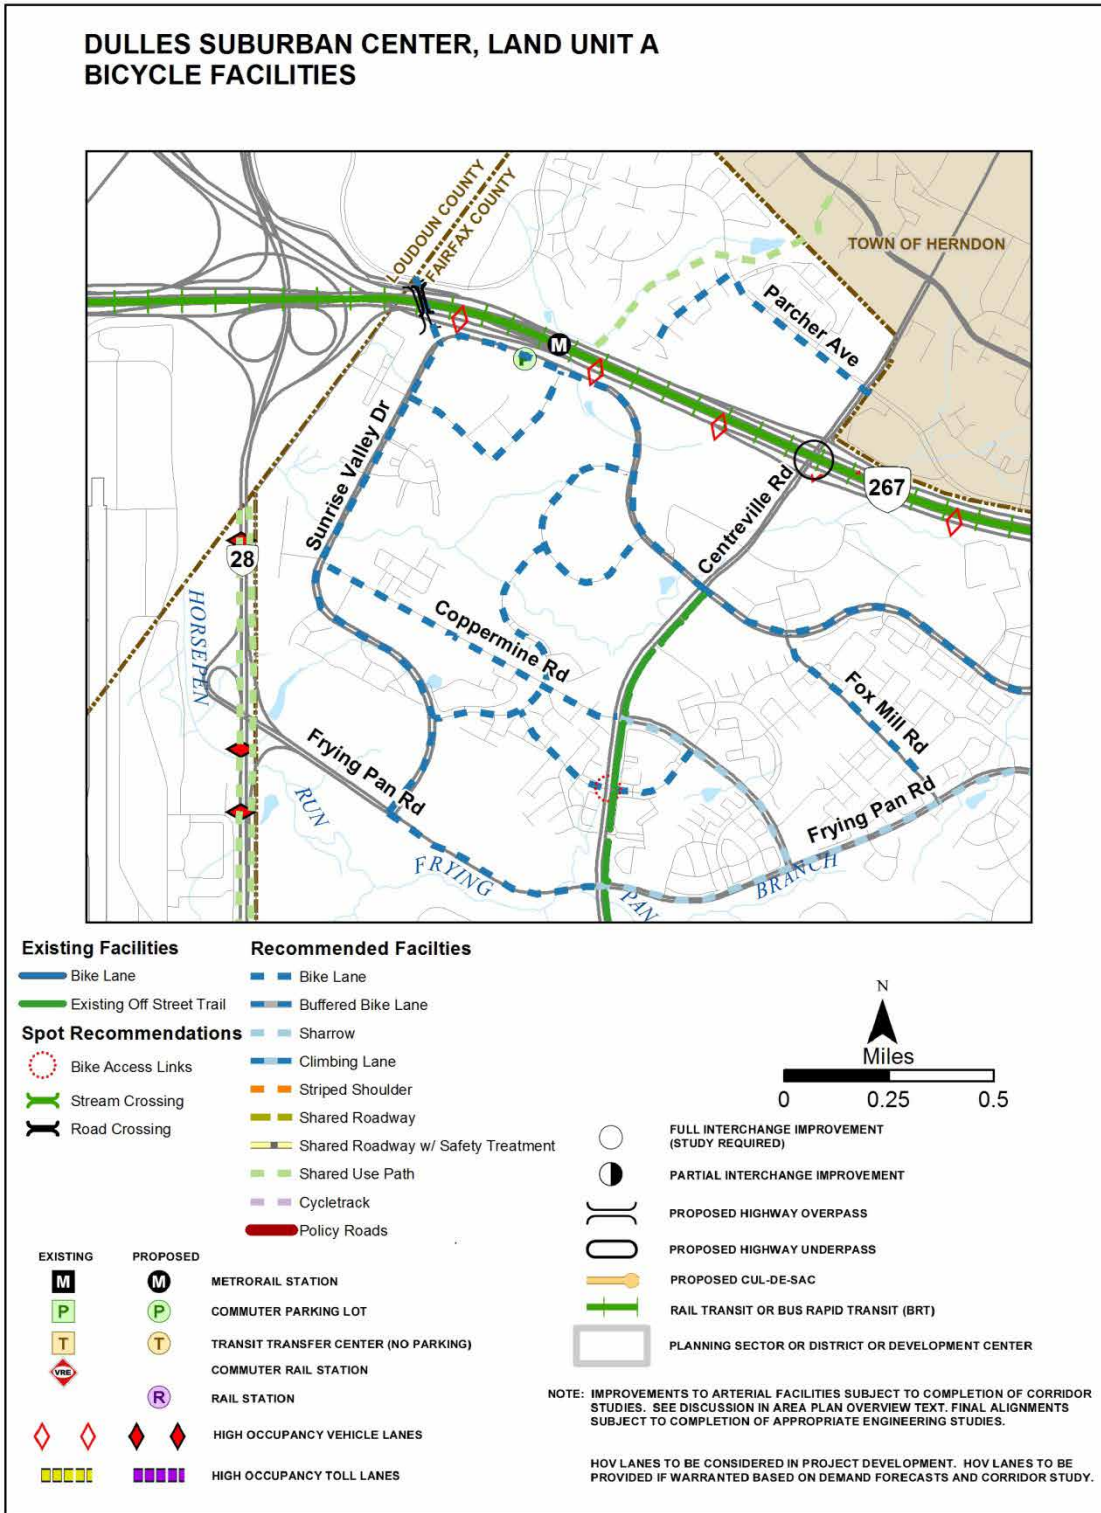 DULLES SUBURBAN CENTER, LAND UNIT A
BICYCLE FACILITIES
LOUDOUN COUNTY
FAIRFAX COUNTY
TOWN OF HERNDON
Parcher Ave
M
P
Sunrise Valley Dr
Centreville Rd
267
28
HORSEPEN
Coppermine Rd
Fox Mill Rd
Frying Pan Rd
Frying Pan Rd
RUN
FRYING
PAN
BRANCH
Existing Facilities
Bike Lane
Existing Off Street Trail
Spot Recommendations
Bike Access Links
Stream Crossing
Road Crossing
Recommended Facilties
Bike Lane
Buffered Bike Lane
Sharrow
Climbing Lane
Striped Shoulder
Shared Roadway
Shared Roadway w/ Safety Treatment
Shared Use Path
Cycletrack
Policy Roads
N
Miles
0 0.25 0.5
EXISTING PROPOSED
M M METRORAIL STATION
P P COMMUTER PARKING LOT
T T TRANSIT TRANSFER CENTER (NO PARKING)
VRE COMMUTER RAIL STATION
R RAIL STATION
HIGH OCCUPANCY VEHICLE LANES
HIGH OCCUPANCY TOLL LANES
FULL INTERCHANGE IMPROVEMENT
(STUDY REQUIRED)
PARTIAL INTERCHANGE IMPROVEMENT
PROPOSED HIGHWAY OVERPASS
PROPOSED HIGHWAY UNDERPASS
PROPOSED CUL-DE-SAC
RAIL TRANSIT OR BUS RAPID TRANSIT (BRT)
PLANNING SECTOR OR DISTRICT OR DEVELOPMENT CENTER
NOTE: IMPROVEMENTS TO ARTERIAL FACILITIES SUBJECT TO COMPLETION OF CORRIDOR
STUDIES. SEE DISCUSSION IN AREA PLAN OVERVIEW TEXT. FINAL ALIGNMENTS
SUBJECT TO COMPLETION OF APPROPRIATE ENGINEERING STUDIES.
HOV LANES TO BE CONSIDERED IN PROJECT DEVELOPMENT. HOV LANES TO BE
PROVIDED IF WARRANTED BASED ON DEMAND FORECASTS AND CORRIDOR STUDY.